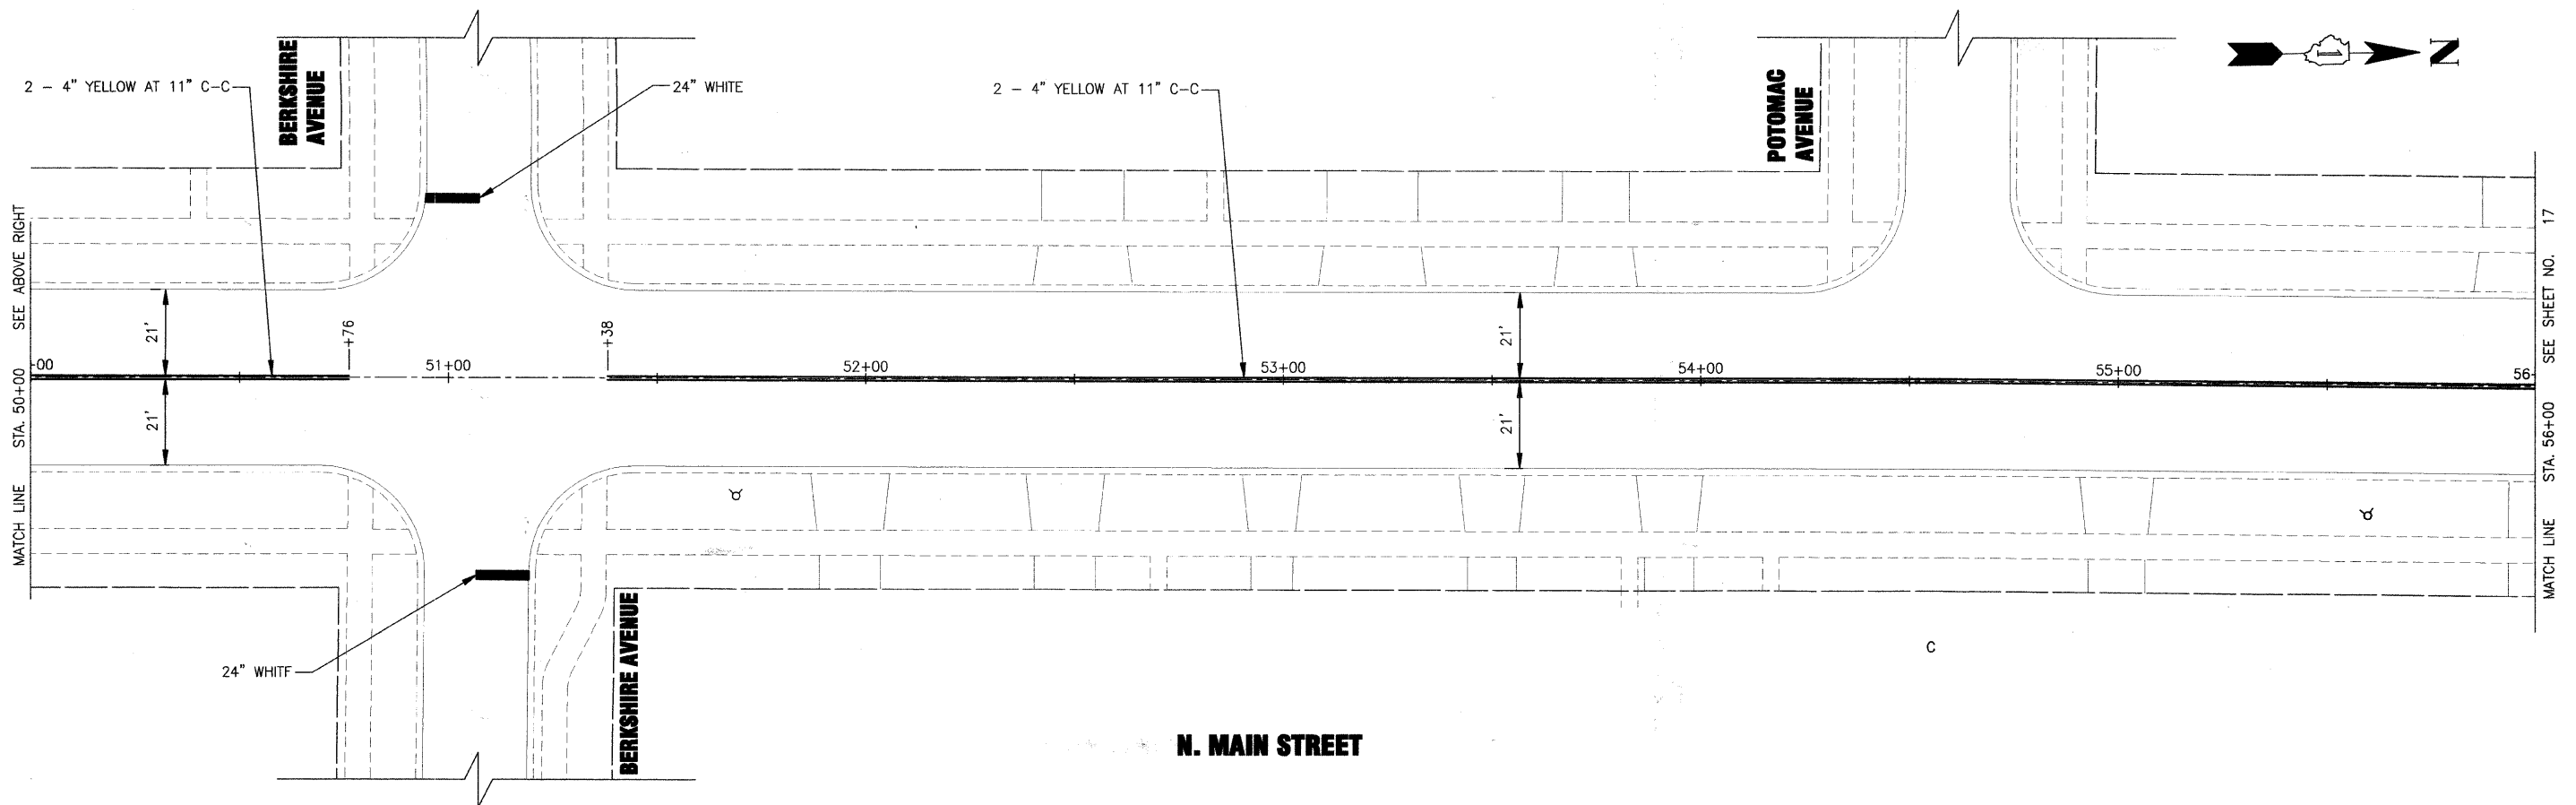 BERKSHIRE
AVENUE
2 - 4" YELLOW AT 11" C-C
24" WHITE
2 - 4" YELLOW AT 11" C-C
POTOMAC
AVENUE
1
N
MATCH LINE STA. 50+00 SEE ABOVE RIGHT
21'
+76
+38
21'
+00
51+00
52+00
53+00
54+00
55+00
56+
21'
21'
MATCH LINE STA. 56+00 SEE SHEET NO. 17
24" WHITF
BERKSHIRE AVENUE
C
N. MAIN STREET